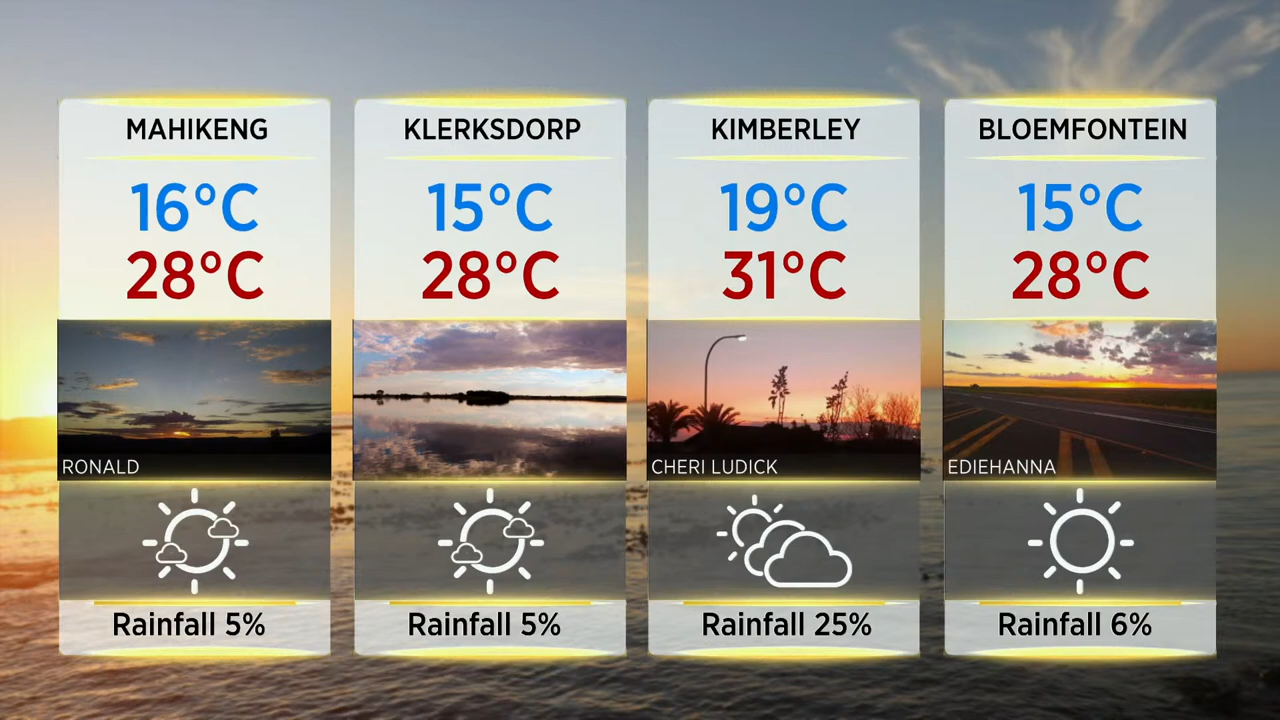 MAHIKENG
16°C
28°C
RONALD
Rainfall 5%
KLERKSDORP
15°C
28°C
Rainfall 5%
KIMBERLEY
19°C
31°C
CHERI LUDICK
Rainfall 25%
BLOEMFONTEIN
15°C
28°C
EDIEHANNA
Rainfall 6%